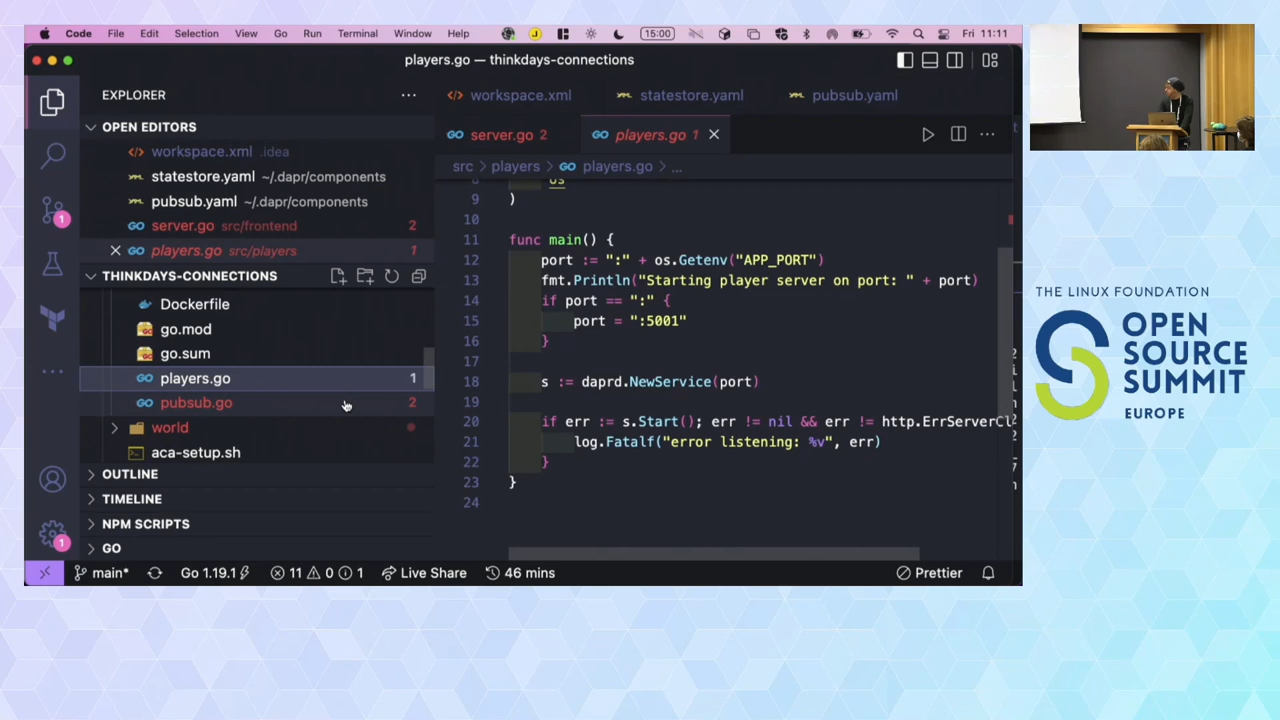 Code File Edit Selection View Go Run Terminal Window Help J 15:00 Fri 11:11
players.go — thinkdays-connections
EXPLORER
OPEN EDITORS
workspace.xml .idea
statestore.yaml ~/.dapr/components
pubsub.yaml ~/.dapr/components
server.go src/frontend 2
players.go src/players 1
THINKDAYS-CONNECTIONS
Dockerfile
go.mod
go.sum
players.go 1
pubsub.go 2
world
aca-setup.sh
OUTLINE
TIMELINE
NPM SCRIPTS
GO
1
1
workspace.xml statestore.yaml pubsub.yaml
server.go 2 players.go 1
src > players > players.go > ...
9 )
10
11 func main() {
12 port := ":" + os.Getenv("APP_PORT")
13 fmt.Println("Starting player server on port: " + port)
14 if port == ":" {
15 port = ":5001"
16 }
17
18 s := daprd.NewService(port)
19
20 if err := s.Start(); err != nil && err != http.ErrServerCl
21 log.Fatalf("error listening: %v", err)
22 }
23 }
24
main* Go 1.19.1 11 0 1 Live Share 46 mins Prettier
THE LINUX FOUNDATION
OPEN
SOURCE
SUMMIT
EUROPE